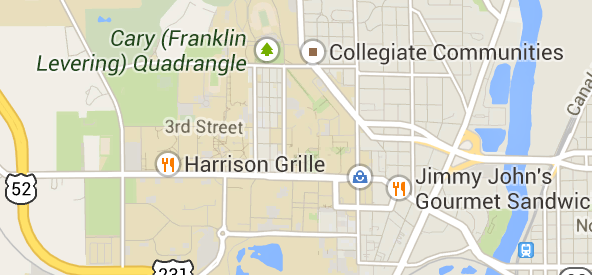 Cary (Franklin
Levering) Quadrangle
Collegiate Communities
3rd Street
Harrison Grille
52
Jimmy John's
Gourmet Sandwic
231